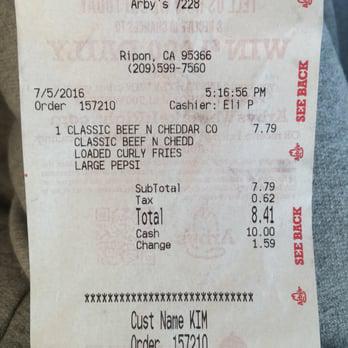 Arby's 7228
Ripon, CA 95366
(209)599-7560
7/5/2016 5:16:56 PM
Order 157210 Cashier: Eli P
1 CLASSIC BEEF N CHEDDAR CO 7.79
CLASSIC BEEF N CHEDD
LOADED CURLY FRIES
LARGE PEPSI
SubTotal 7.79
Tax 0.62
Total 8.41
Cash 10.00
Change 1.59
Cust Name KIM
Order 157210
SEE BACK
SEE BACK
SEE BACK